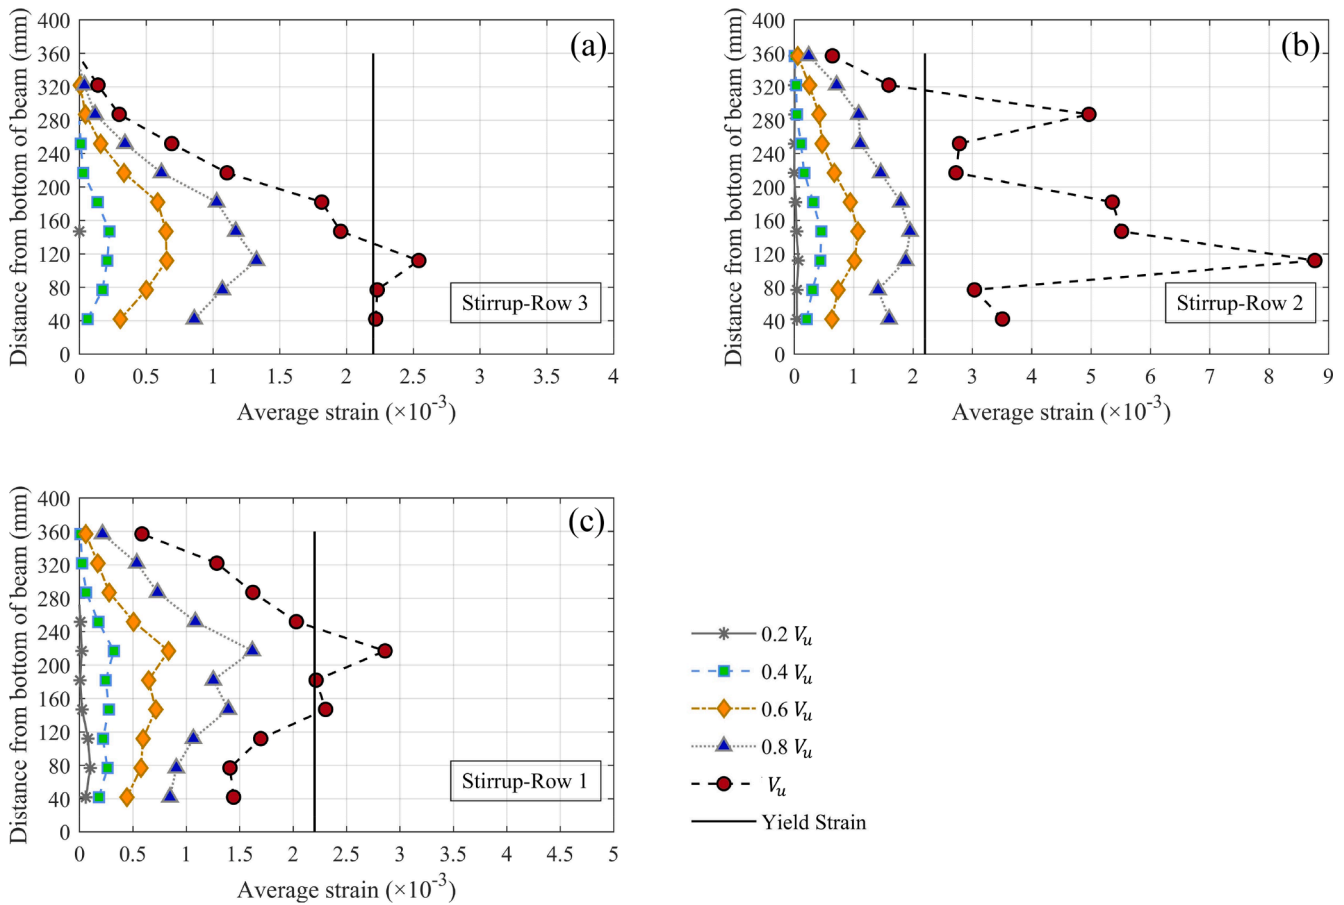 (a)
Distance from bottom of beam (mm)
400
360
320
280
240
200
160
120
80
40
0
Stirrup-Row 3
0 0.5 1 1.5 2 2.5 3 3.5 4
Average strain (×10⁻³)
(b)
Distance from bottom of beam (mm)
400
360
320
280
240
200
160
120
80
40
0
Stirrup-Row 2
0 1 2 3 4 5 6 7 8 9
Average strain (×10⁻³)
(c)
Distance from bottom of beam (mm)
400
360
320
280
240
200
160
120
80
40
0
Stirrup-Row 1
0 0.5 1 1.5 2 2.5 3 3.5 4 4.5 5
Average strain (×10⁻³)
0.2 Vᵤ
0.4 Vᵤ
0.6 Vᵤ
0.8 Vᵤ
Vᵤ
Yield Strain